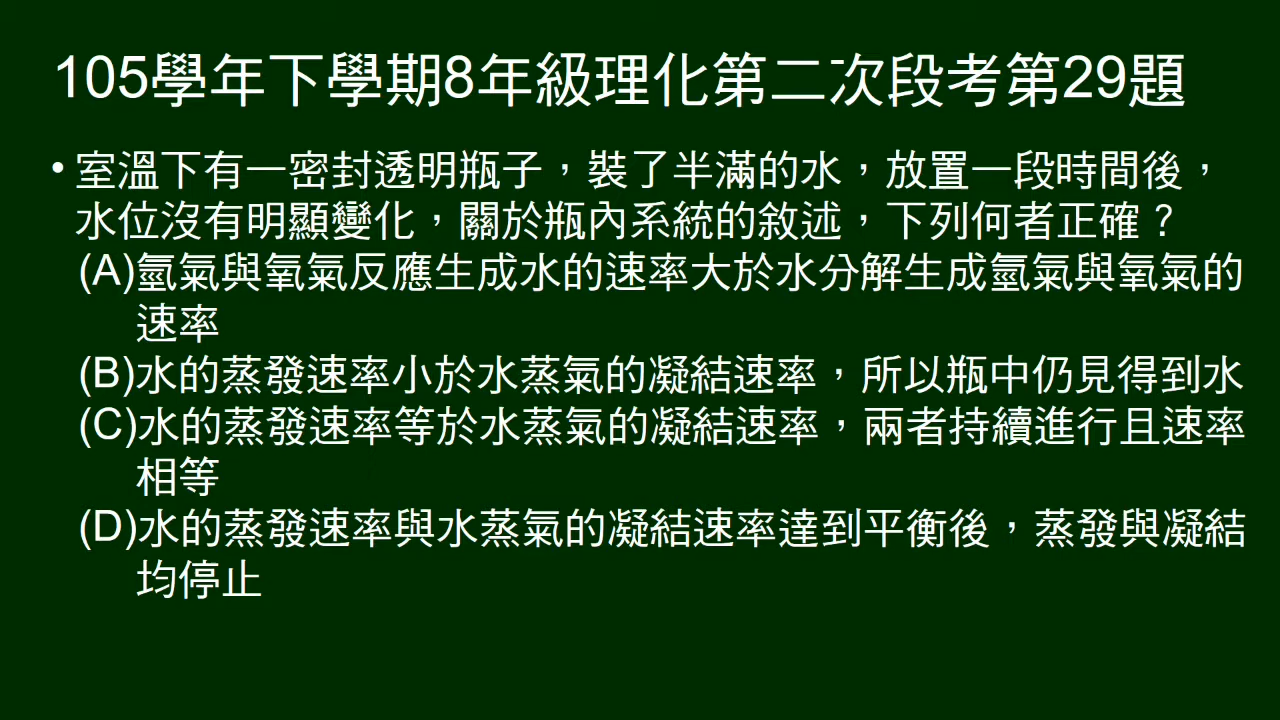 105學年下學期8年級理化第二次段考第29題
•室溫下有一密封透明瓶子，裝了半滿的水，放置一段時間後，
水位沒有明顯變化，關於瓶內系統的敘述，下列何者正確？
(A)氫氣與氧氣反應生成水的速率大於水分解生成氫氣與氧氣的
速率
(B)水的蒸發速率小於水蒸氣的凝結速率，所以瓶中仍見得到水
(C)水的蒸發速率等於水蒸氣的凝結速率，兩者持續進行且速率
相等
(D)水的蒸發速率與水蒸氣的凝結速率達到平衡後，蒸發與凝結
均停止